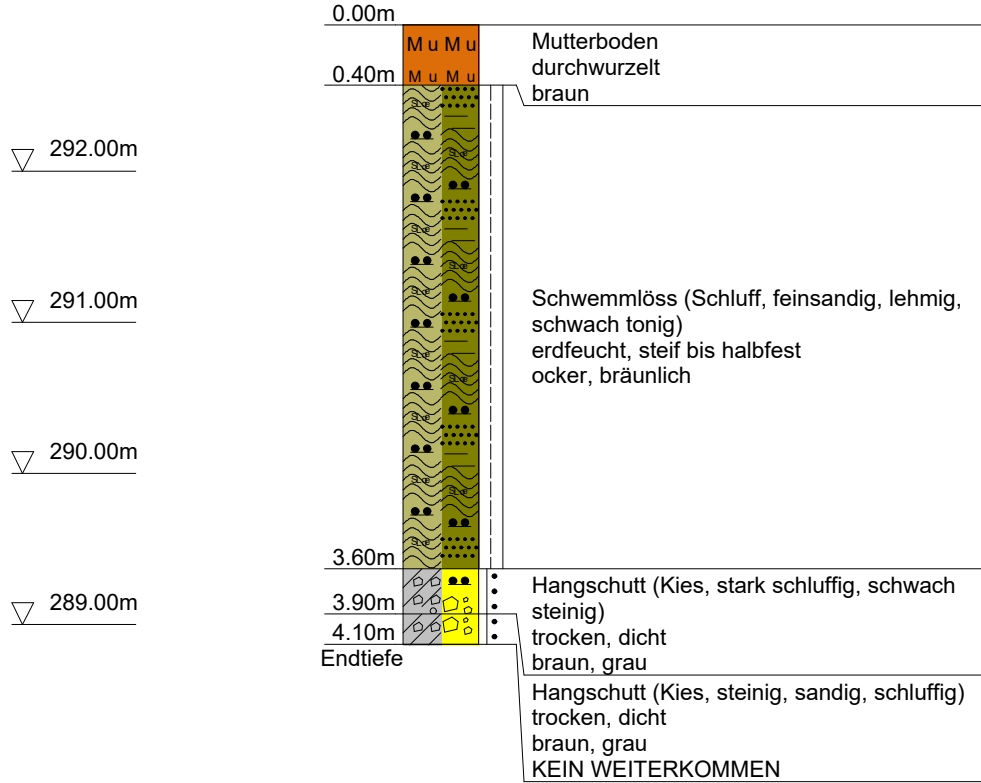 0.00m
M u M u
Mutterboden
durchwurzelt
braun
0.40m
M u M u
292.00m
291.00m
290.00m
289.00m
Schwemmlöss (Schluff, feinsandig, lehmig,
schwach tonig)
erdfeucht, steif bis halbfest
ocker, bräunlich
3.60m
3.90m
4.10m
Endtiefe
Hangschutt (Kies, stark schluffig, schwach
steinig)
trocken, dicht
braun, grau
Hangschutt (Kies, steinig, sandig, schluffig)
trocken, dicht
braun, grau
KEIN WEITERKOMMEN